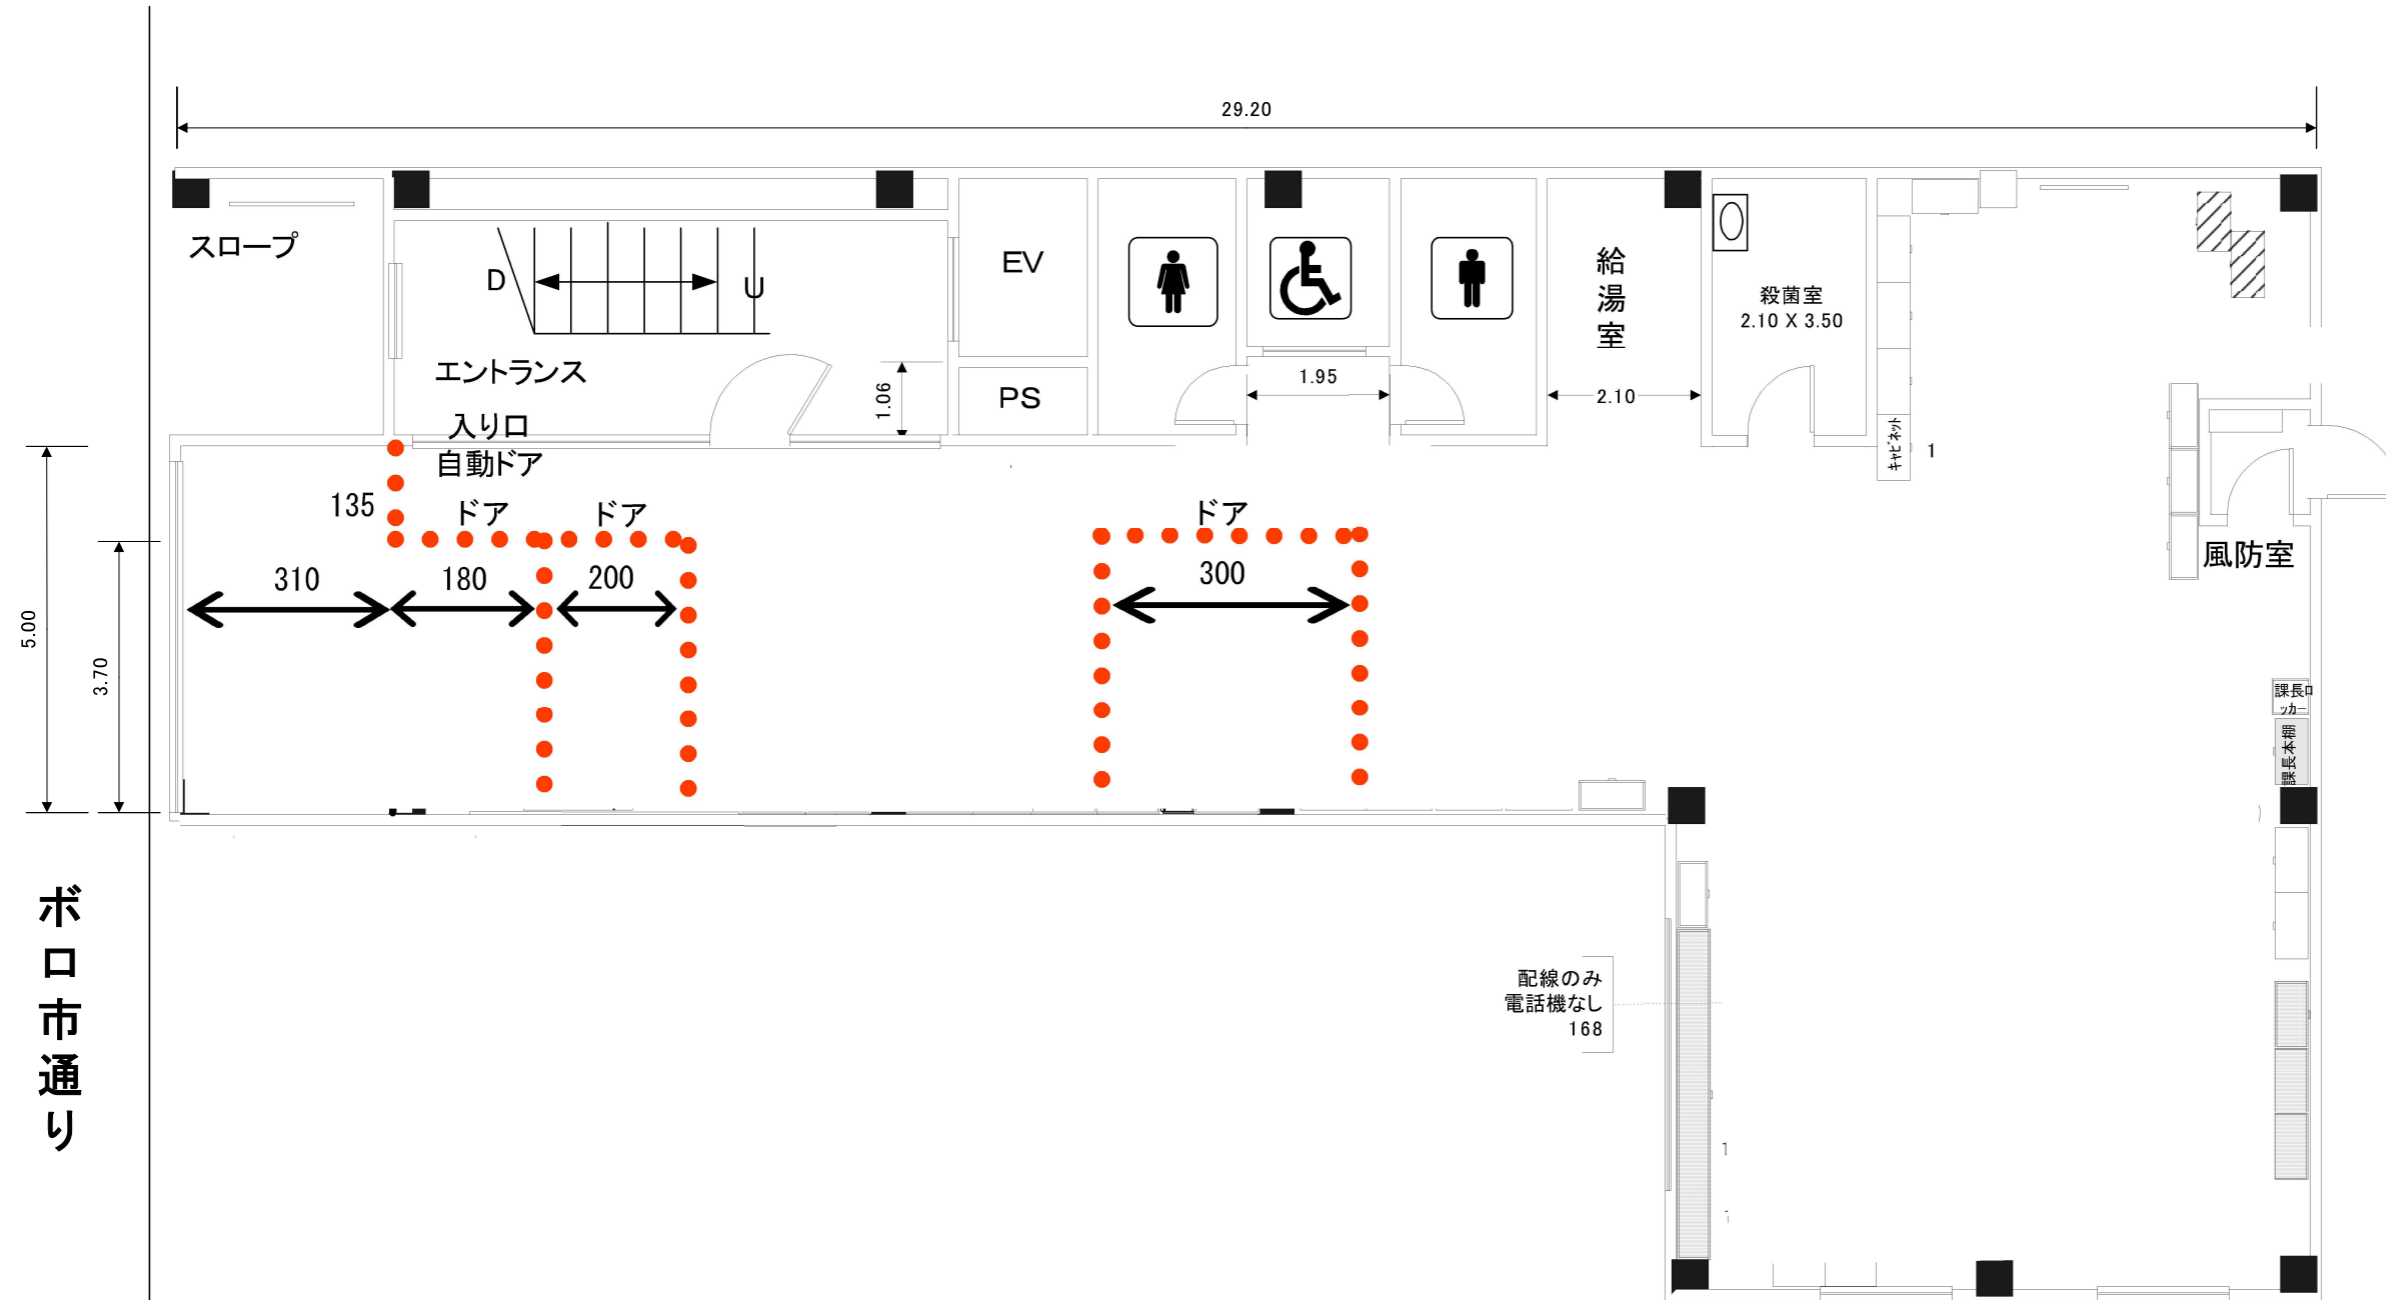 29.20
スロープ
D
U
EV
給湯室
殺菌室
2.10 X 3.50
エントランス
1.06
PS
1.95
2.10
入り口
自動ドア
キャビネット
1
135
ドア
ドア
ドア
風防室
310
180
200
300
5.00
3.70
課長ロ
ッカー
課長本棚
ボロ市通り
配線のみ
電話機なし
168